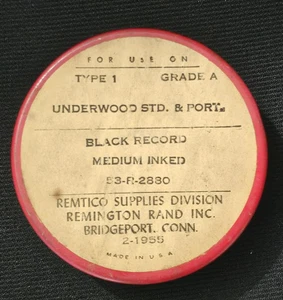 FOR USE ON
TYPE 1 GRADE A
UNDERWOOD STD. & PORT.
BLACK RECORD
MEDIUM INKED
53-R-2880
REMTICO SUPPLIES DIVISION
REMINGTON RAND INC.
BRIDGEPORT. CONN.
2-1955
MADE IN U.S.A.